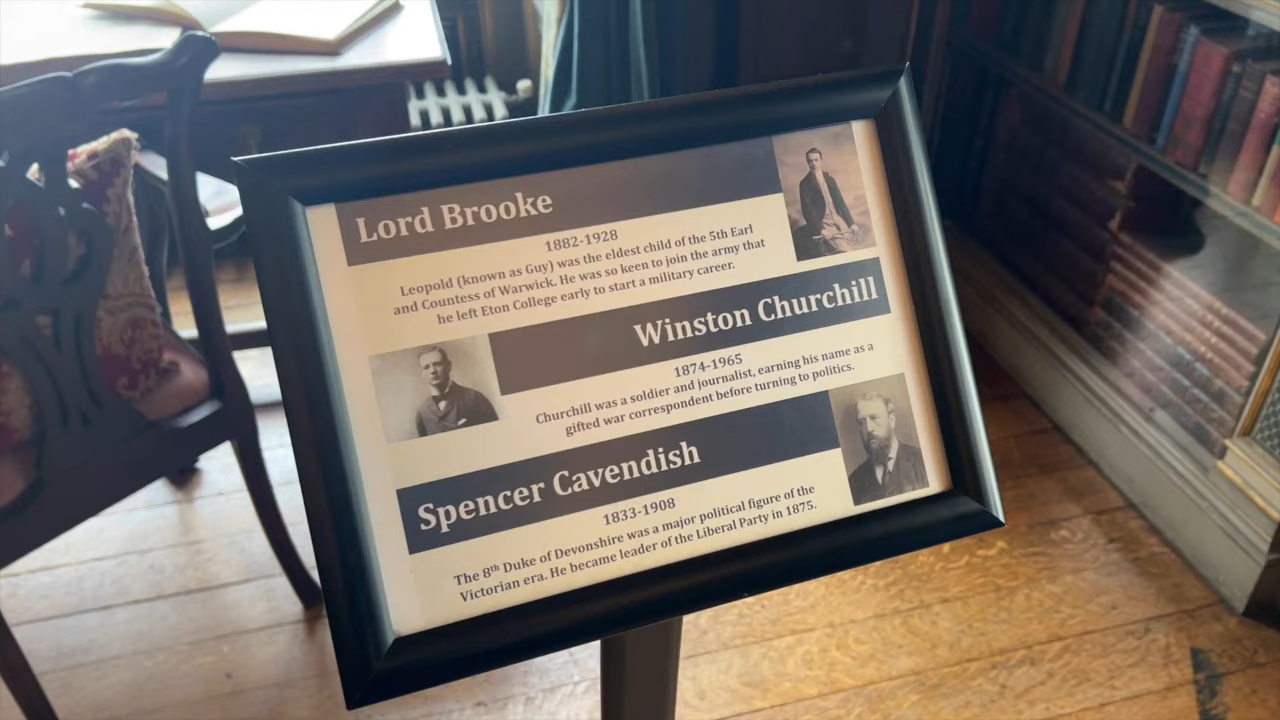 Lord Brooke
1882-1928
Leopold (known as Guy) was the eldest child of the 5th Earl
and Countess of Warwick. He was so keen to join the army that
he left Eton College early to start a military career.
Winston Churchill
1874-1965
Churchill was a soldier and journalist, earning his name as a
gifted war correspondent before turning to politics.
Spencer Cavendish
1833-1908
The 8th Duke of Devonshire was a major political figure of the
Victorian era. He became leader of the Liberal Party in 1875.